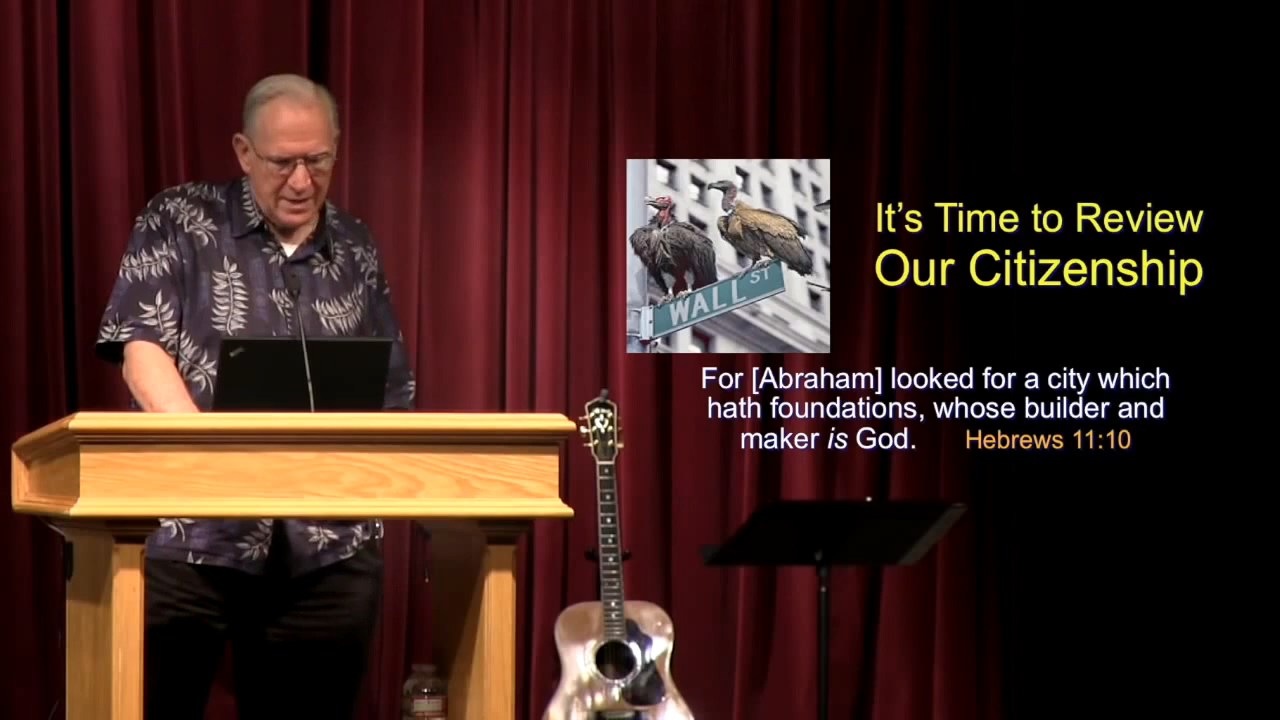 It’s Time to Review
Our Citizenship
WALL ST
For [Abraham] looked for a city which
hath foundations, whose builder and
maker is God. Hebrews 11:10